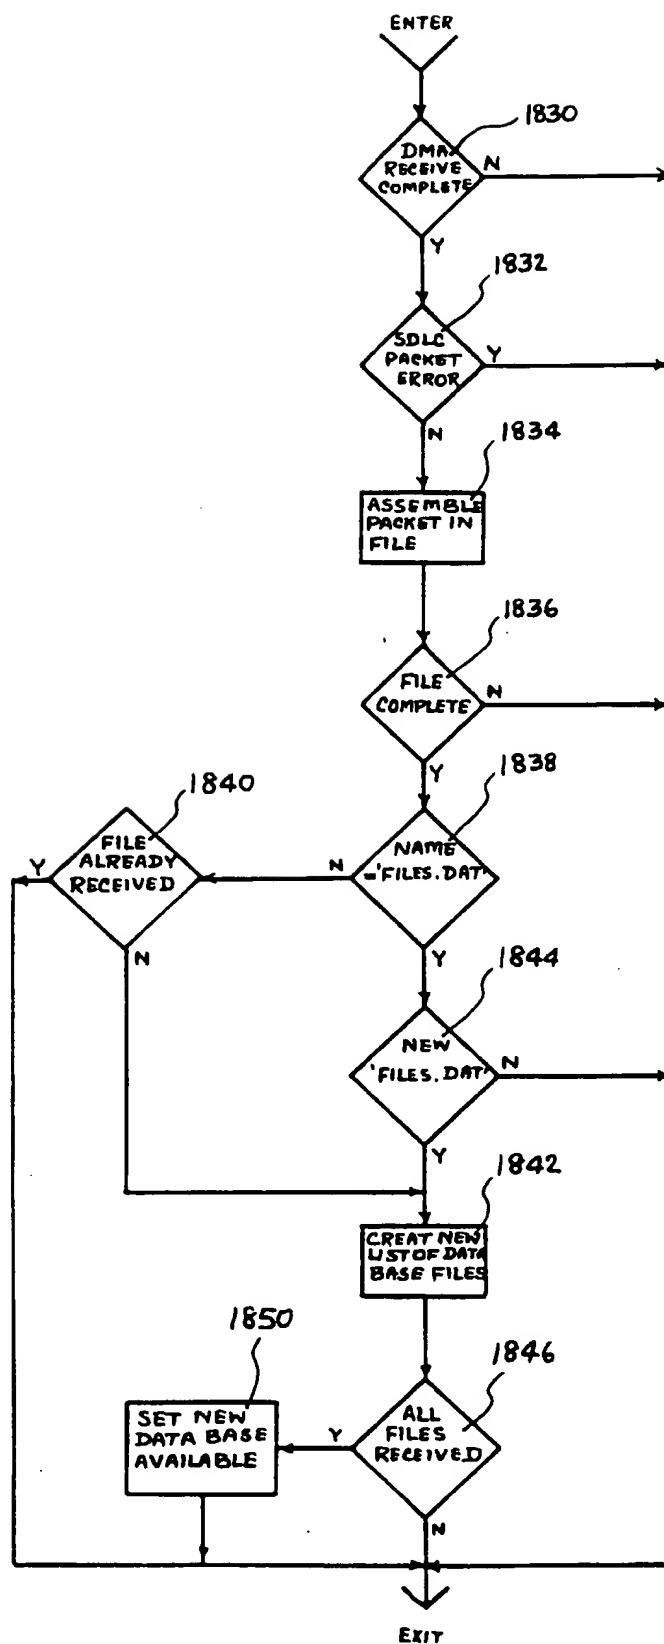 ENTER
1830
DMA
RECEIVE
COMPLETE
N
Y
1832
SDLC
PACKET
ERROR
Y
N
1834
ASSEMBLE
PACKET IN
FILE
1836
FILE
COMPLETE
N
Y
1838
1840
FILE
ALREADY
RECEIVED
Y
N
NAME
='FILES.DAT'
N
Y
1844
NEW
'FILES.DAT'
N
Y
1842
CREAT NEW
LIST OF DATA
BASE FILES
1850
SET NEW
DATA BASE
AVAILABLE
1846
ALL
FILES
RECEIVED
Y
N
EXIT